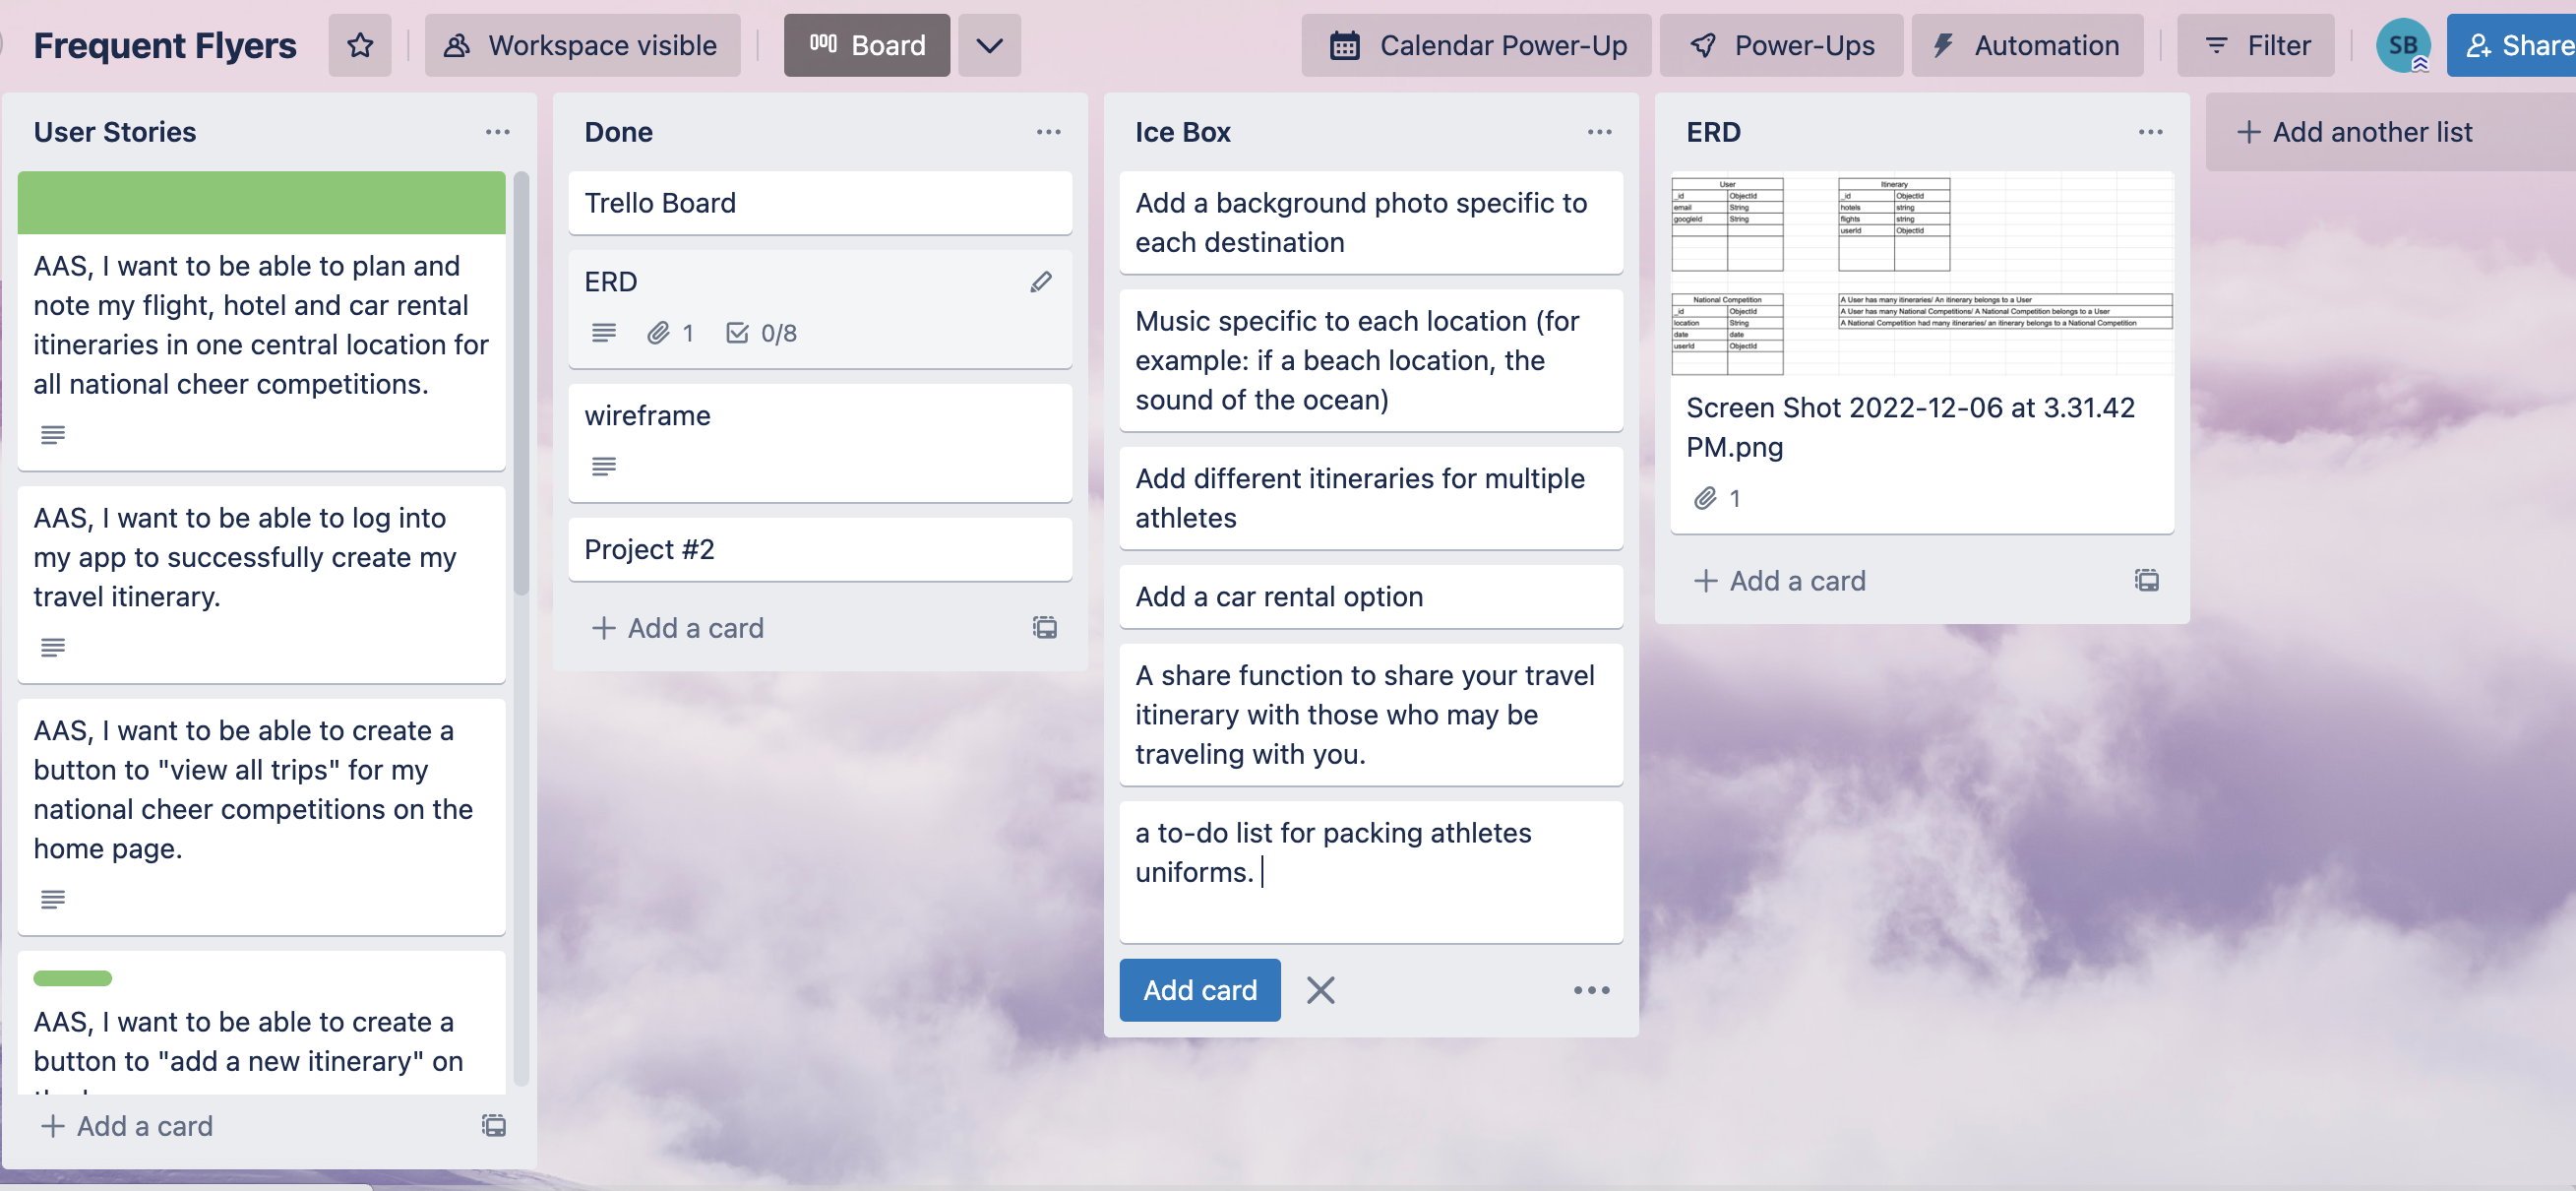 Frequent Flyers
Workspace visible
Board
Calendar Power-Up
Power-Ups
Automation
Filter
SB
Share
User Stories
AAS, I want to be able to plan and
note my flight, hotel and car rental
itineraries in one central location for
all national cheer competitions.
AAS, I want to be able to log into
my app to successfully create my
travel itinerary.
AAS, I want to be able to create a
button to "view all trips" for my
national cheer competitions on the
home page.
AAS, I want to be able to create a
button to "add a new itinerary" on
+ Add a card
Done
Trello Board
ERD
1 0/8
wireframe
Project #2
+ Add a card
Ice Box
Add a background photo specific to
each destination
Music specific to each location (for
example: if a beach location, the
sound of the ocean)
Add different itineraries for multiple
athletes
Add a car rental option
A share function to share your travel
itinerary with those who may be
traveling with you.
a to-do list for packing athletes
uniforms.
Add card
ERD
User
_id ObjectId
email String
googleId String
Itinerary
_id ObjectId
hotels string
flights string
userId ObjectId
National Competition
_id ObjectId
location String
date date
userId ObjectId
A User has many itineraries/ An itinerary belongs to a User
A User has many National Competitions/ A National Competition belongs to a User
A National Competition had many itineraries/ an itinerary belongs to a National Competition
Screen Shot 2022-12-06 at 3.31.42
PM.png
1
+ Add a card
+ Add another list